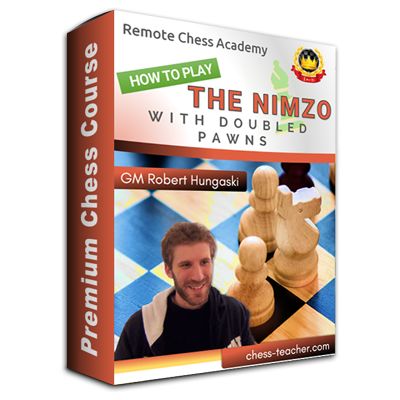 Premium Chess Course
Remote Chess Academy
HOW TO PLAY
THE NIMZO
WITH DOUBLED
PAWNS
GM Robert Hungaski
chess-teacher.com